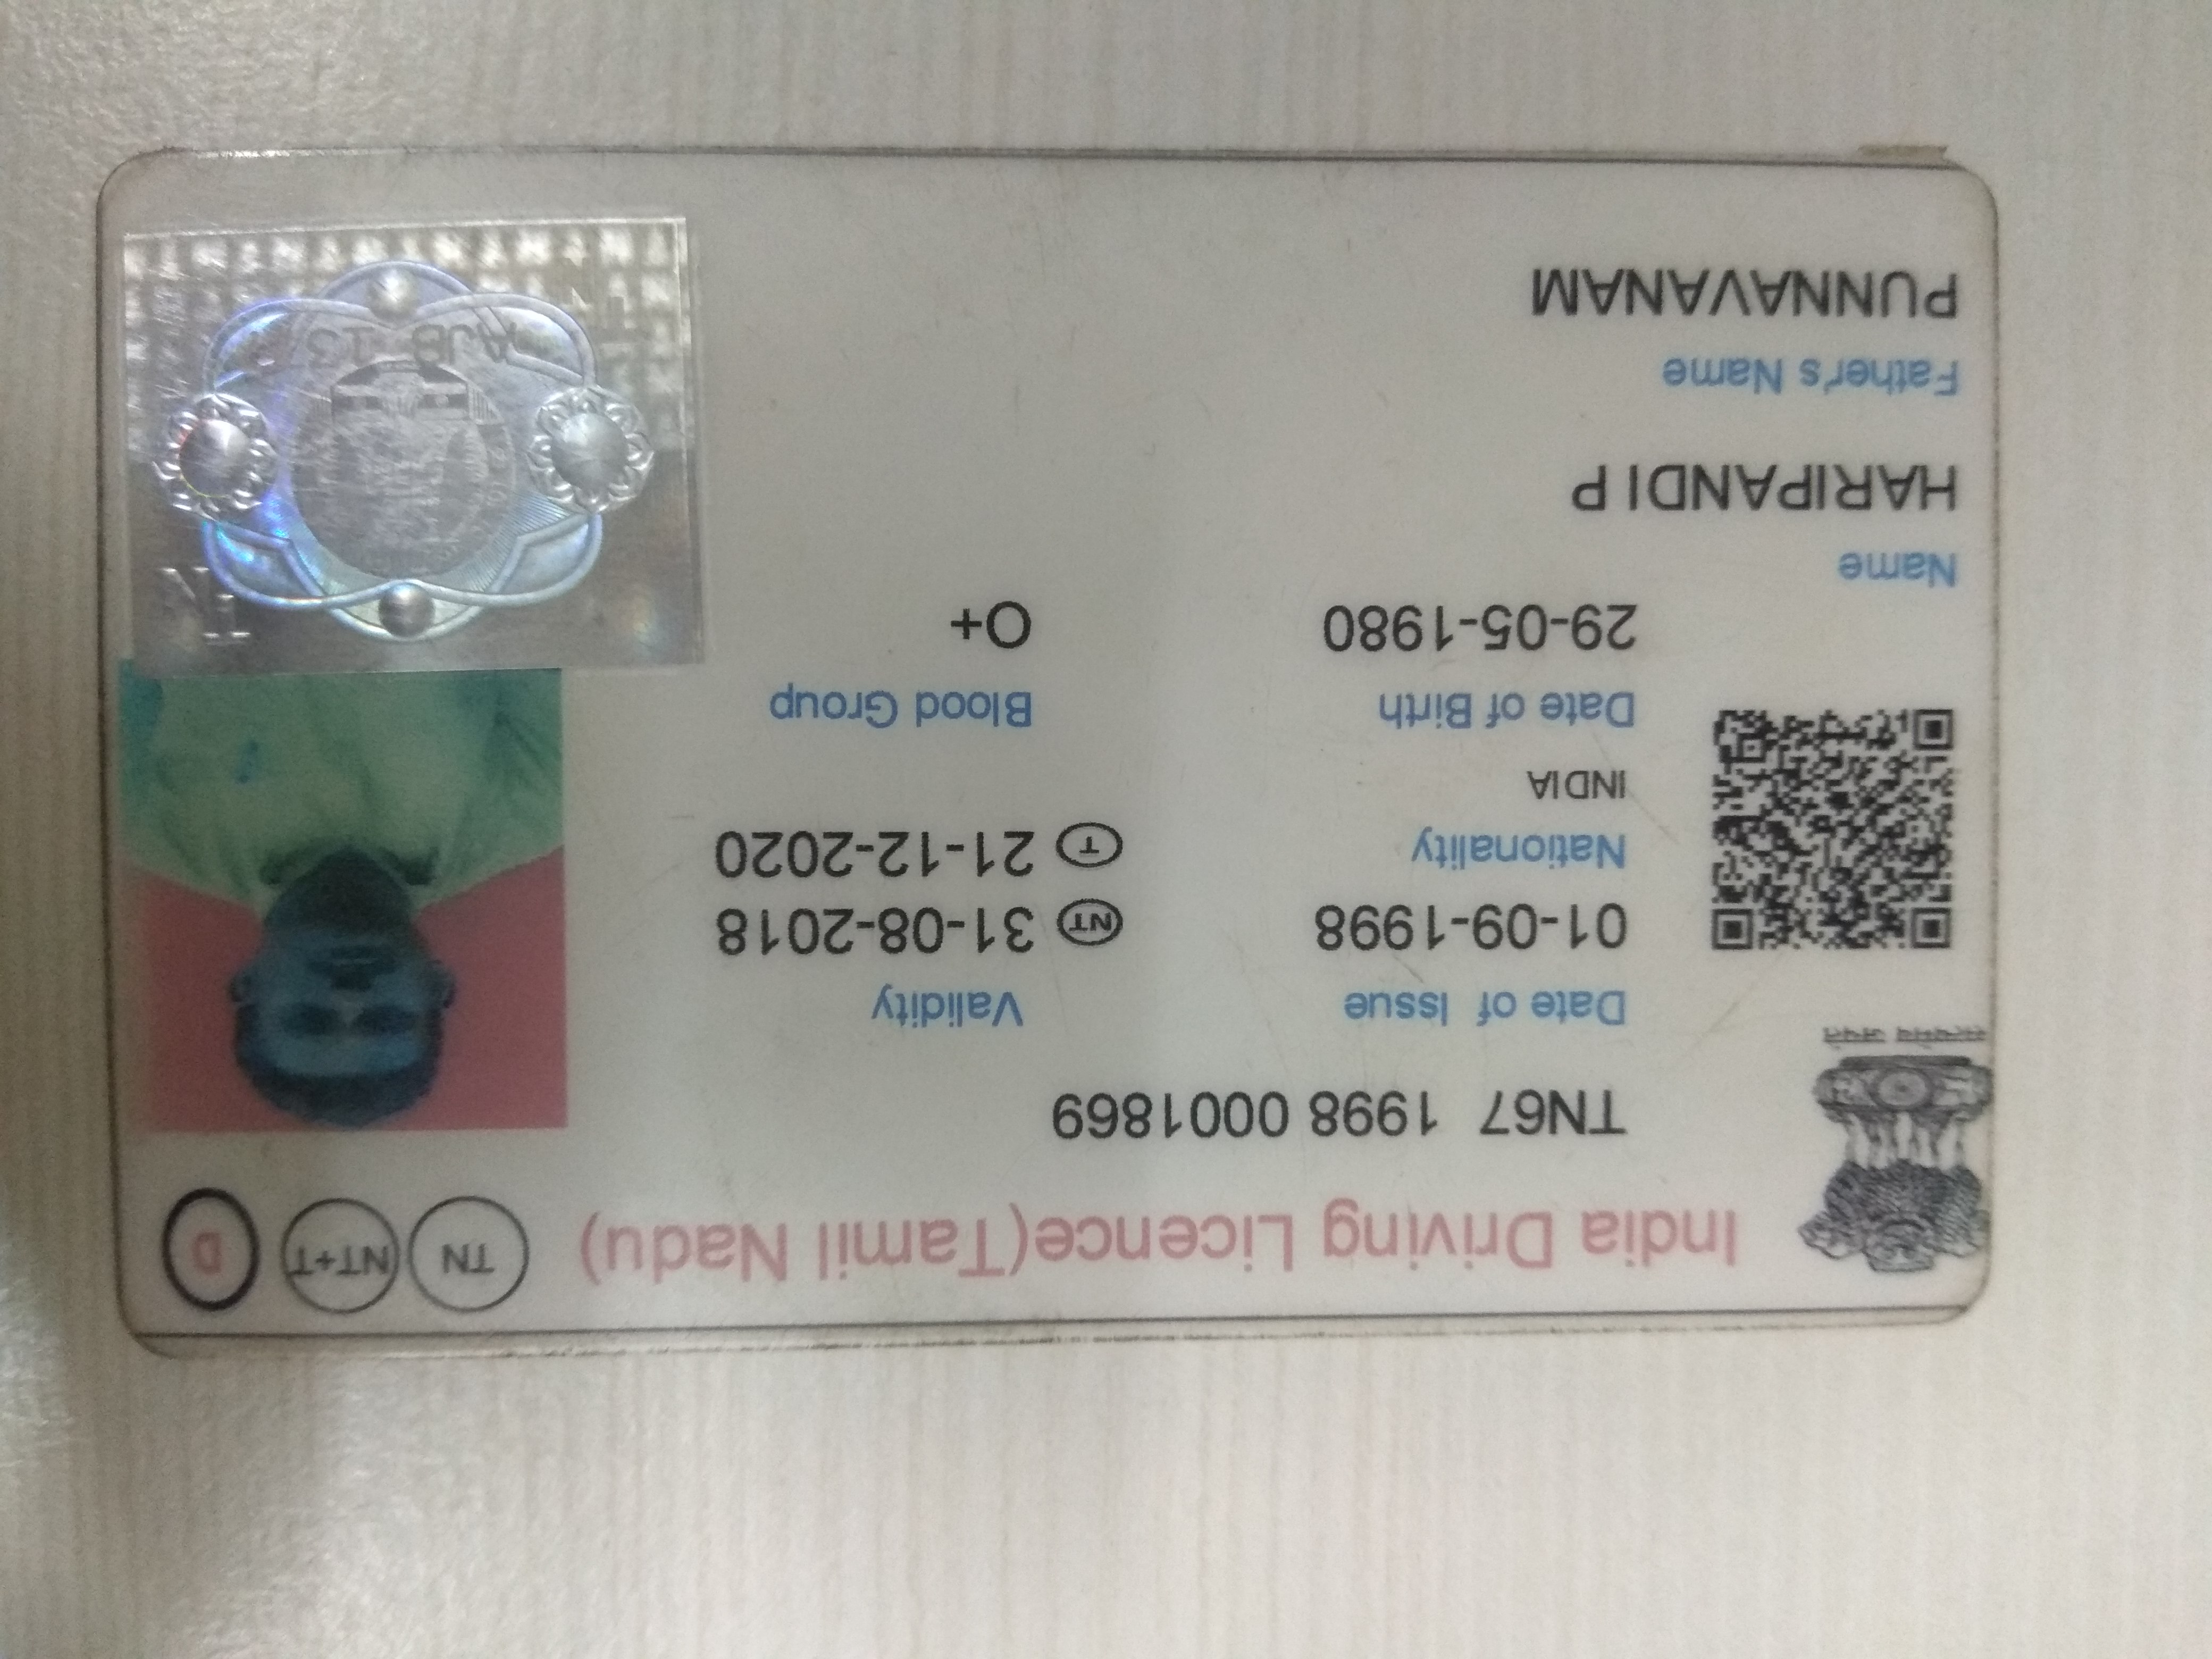 India Driving Licence(Tamil Nadu) TN NT+T D
TN67 1998 0001869
Date of Issue Validity
01-09-1998 NT 31-08-2018
Nationality T 21-12-2020
INDIA
Date of Birth Blood Group
29-05-1980 O+
Name
HARIPANDI P
Father's Name
PUNNAVANAM